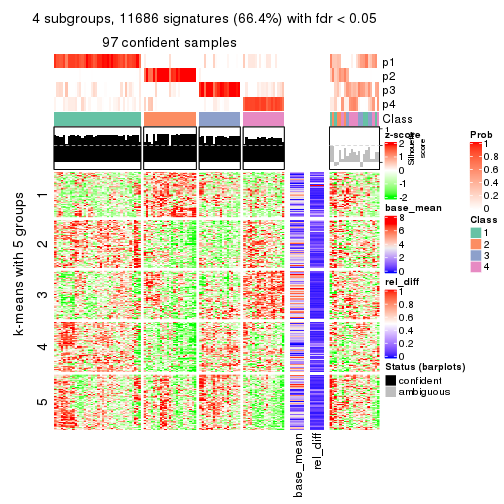 4 subgroups, 11686 signatures (66.4%) with fdr < 0.05
97 confident samples
p1
p2
p3
p4
Class
1
Silhouette
score
k-means with 5 groups
1
2
3
4
5
base_mean
rel_diff
z-score
2
1
0
-1
-2
base_mean
8
6
4
2
0
rel_diff
1
0.8
0.6
0.4
0.2
0
Status (barplots)
confident
ambiguous
Prob
1
0.8
0.6
0.4
0.2
0
Class
1
2
3
4